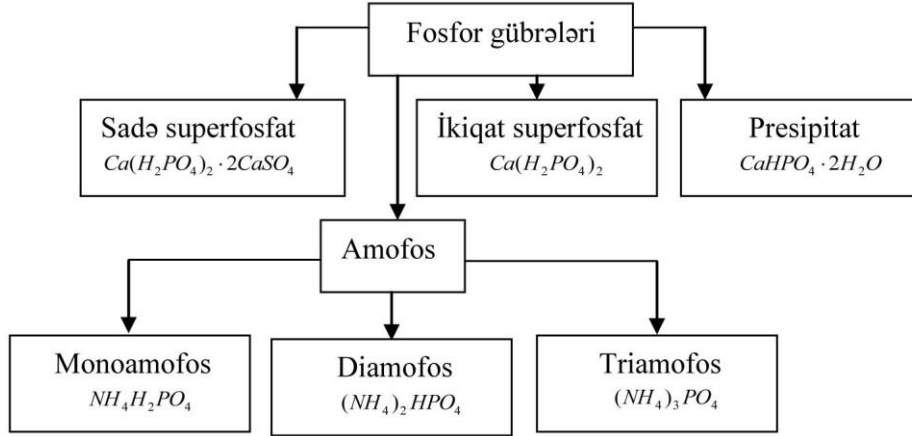 Fosfor gübrələri
Sadə superfosfat
Ca(H₂PO₄)₂·2CaSO₄
İkiqat superfosfat
Ca(H₂PO₄)₂
Presipitat
CaHPO₄·2H₂O
Amofos
Monoamofos
NH₄H₂PO₄
Diamofos
(NH₄)₂HPO₄
Triamofos
(NH₄)₃PO₄